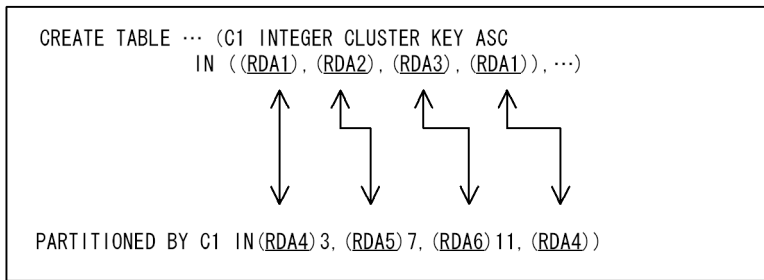 CREATE TABLE … (C1 INTEGER CLUSTER KEY ASC
IN ((RDA1), (RDA2), (RDA3), (RDA1)), …)
PARTITIONED BY C1 IN(RDA4)3, (RDA5)7, (RDA6)11, (RDA4))